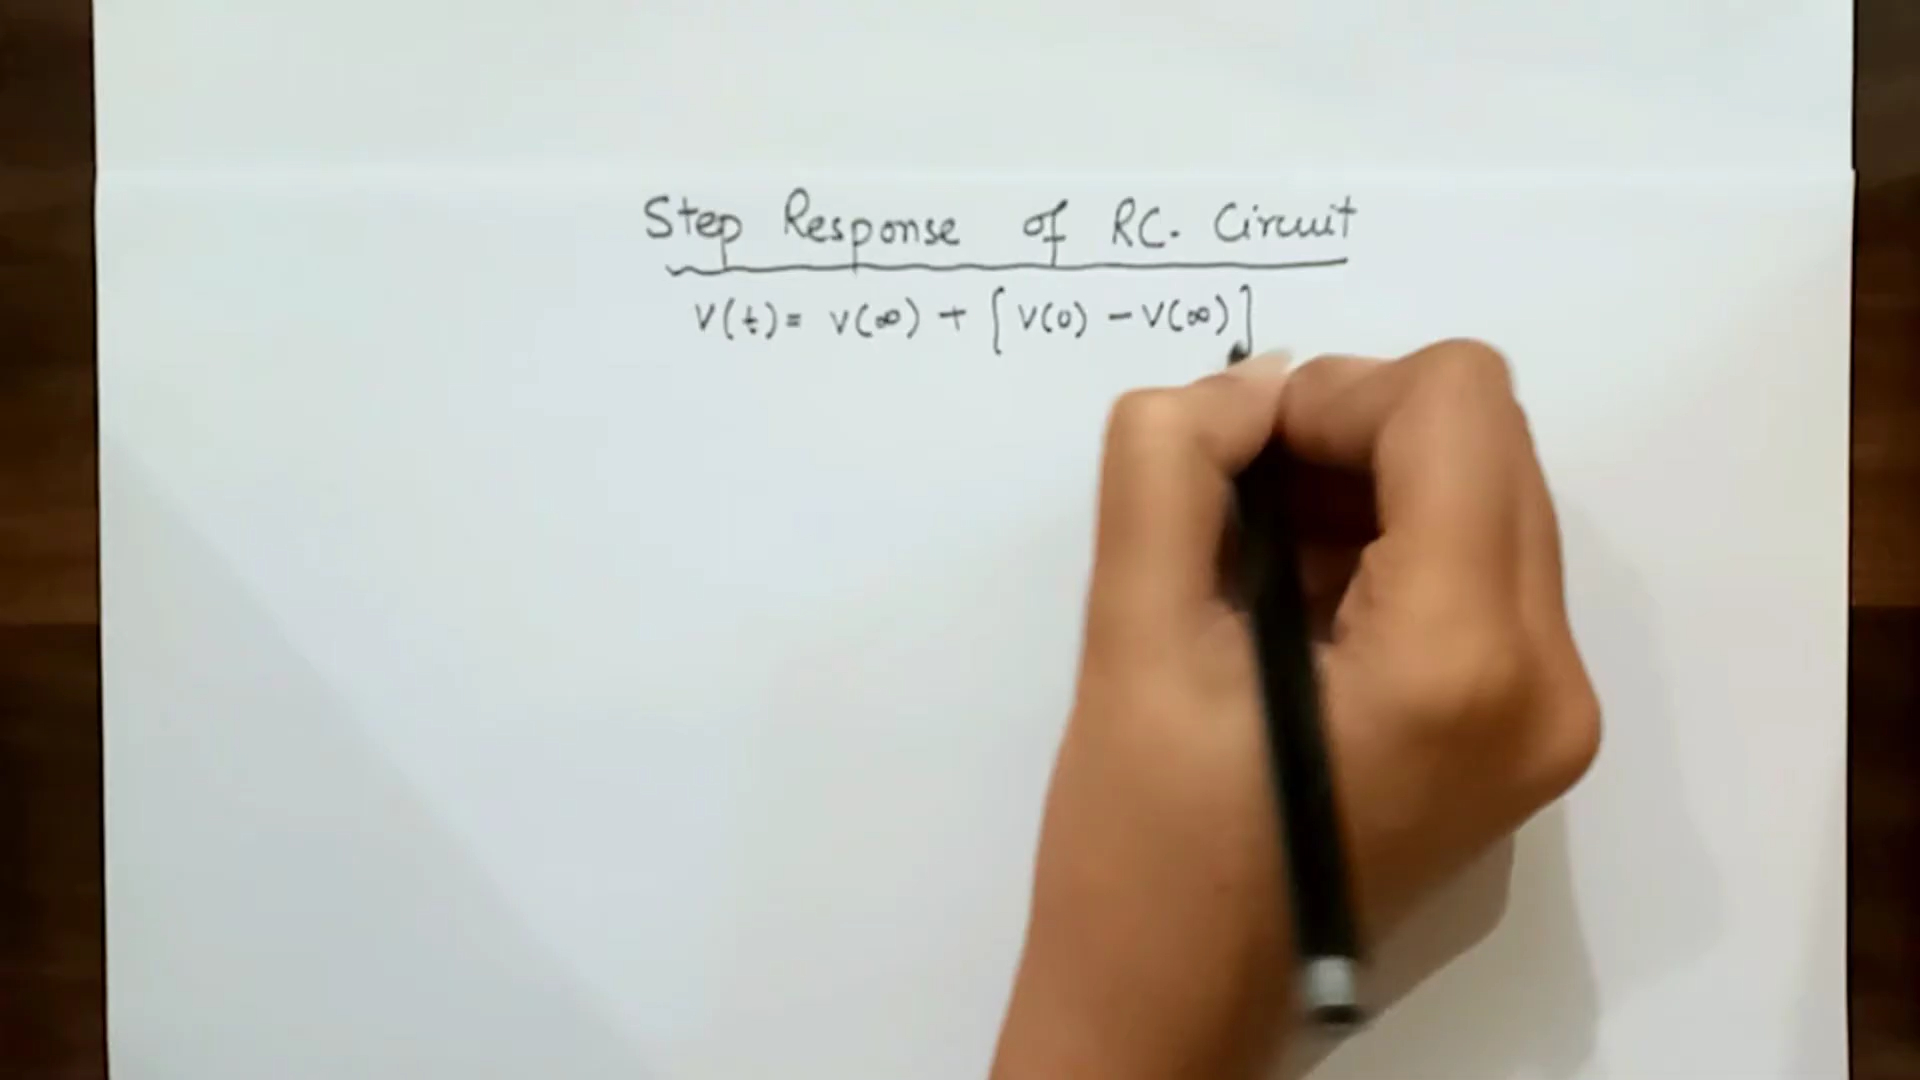 Step Response of RC. Circuit
V(t)= V(∞) + [V(0) - V(∞)]